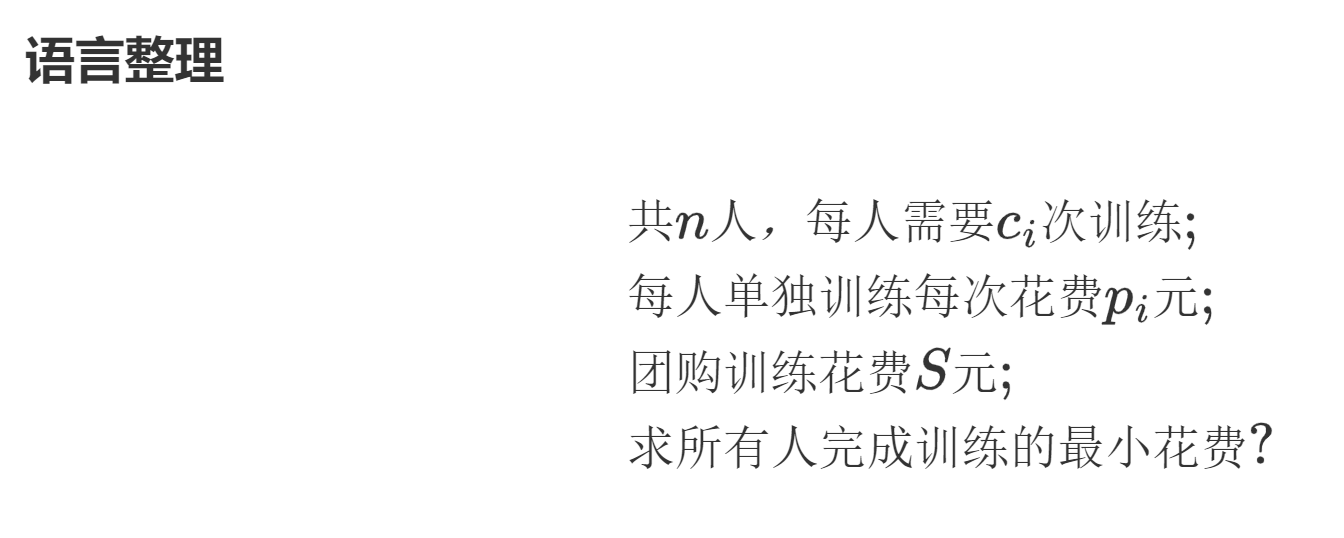 语言整理
共n人，每人需要c_i次训练;
每人单独训练每次花费p_i元;
团购训练花费S元;
求所有人完成训练的最小花费?